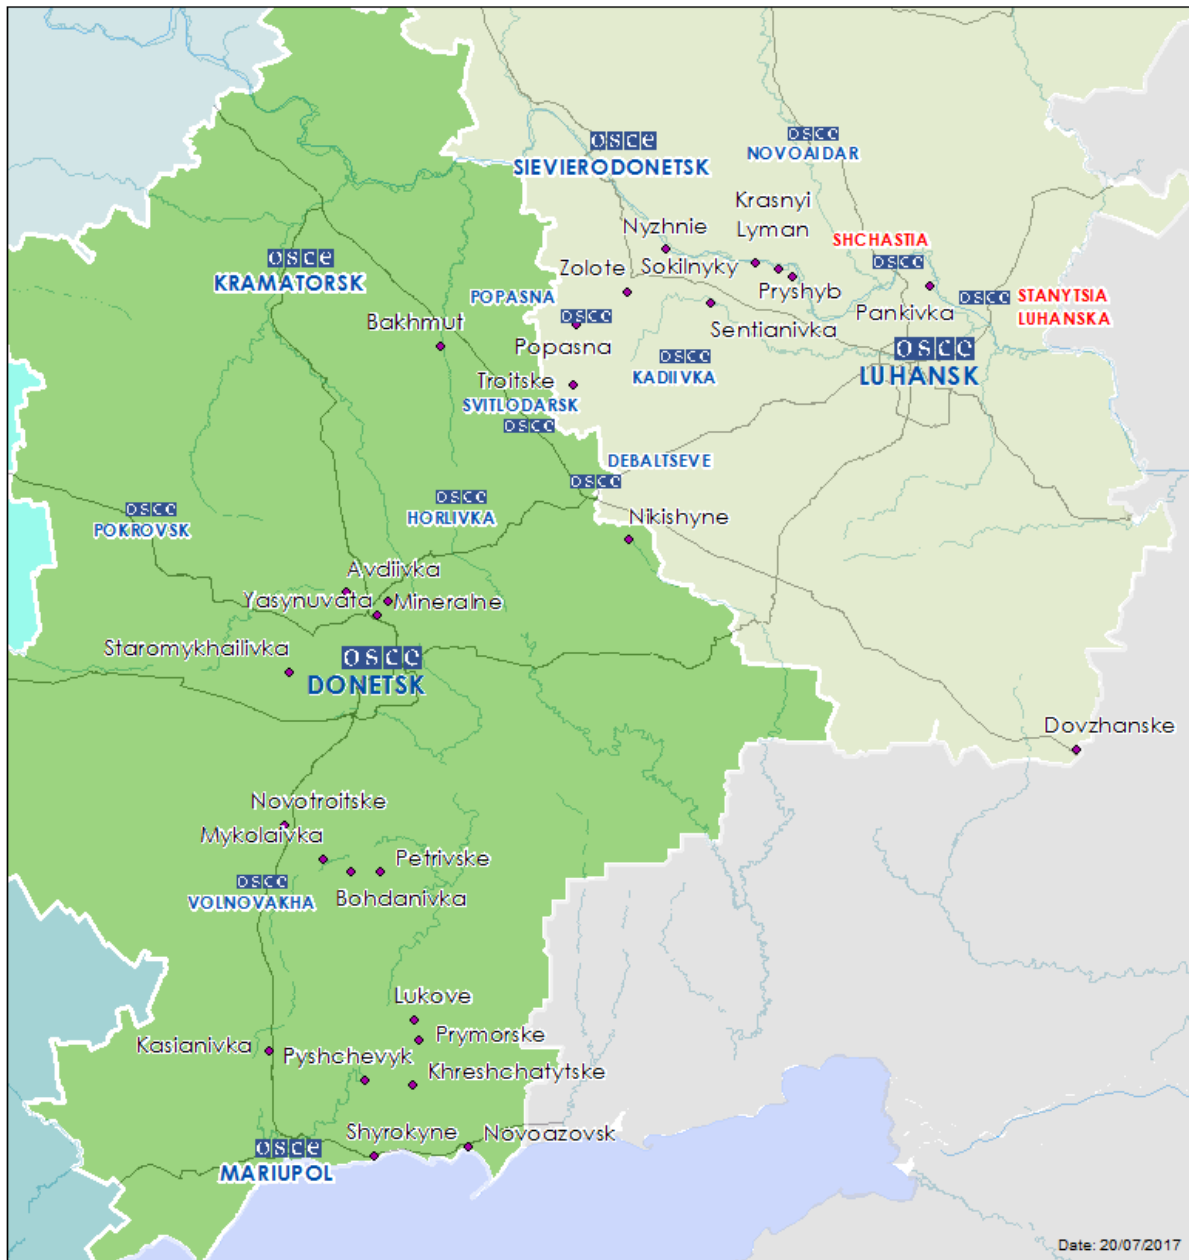 osce
SIEVIERODONETSK
osce
NOVOAIDAR
Krasnyi
Lyman
Nyzhnie
SHCHASTIA
osce
osce
KRAMATORSK
Zolote
Sokilnyky
Pryshyb
POPASNA
osce
STANYTSIA
LUHANSKA
Pankivka
Bakhmut
osce
Popasna
Sentianivka
osce
LUHANSK
osce
KADIIVKA
Troitske
SVITLODARSK
osce
DEBALTSEVE
osce
osce
HORLIVKA
osce
POKROVSK
Nikishyne
Avdiivka
Yasynuvata
Mineralne
Staromykhailivka
osce
DONETSK
Dovzhanske
Novotroitske
Mykolaivka
Petrivske
osce
VOLNOVAKHA
Bohdanivka
Lukove
Prymorske
Kasianivka
Pyshchevyk
Khreshchatytske
Shyrokyne
Novoazovsk
osce
MARIUPOL
Date: 20/07/2017